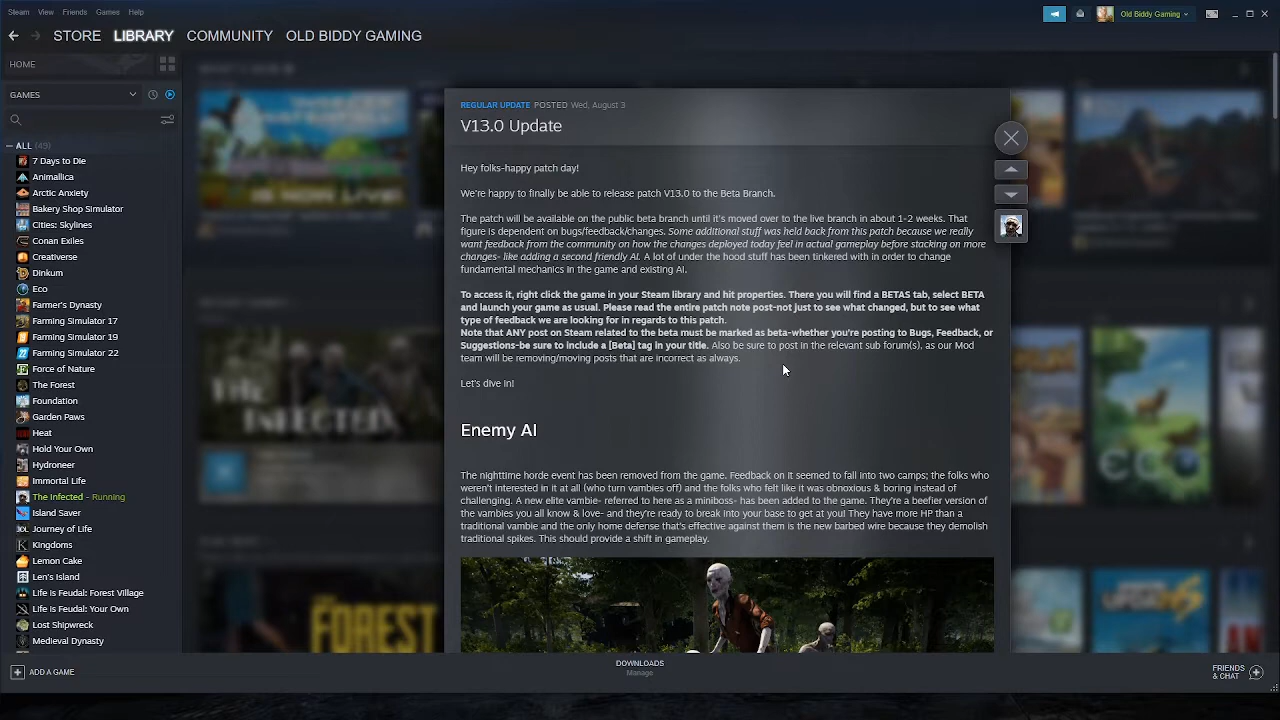 Steam View Friends Games Help
Old Biddy Gaming
STORE LIBRARY COMMUNITY OLD BIDDY GAMING
HOME
GAMES
ALL (49)
7 Days to Die
Animallica
Arctic Anxiety
Bakery Shop Simulator
Cities: Skylines
Conan Exiles
Creativerse
Dinkum
Eco
Farmer's Dynasty
Farming Simulator 17
Farming Simulator 19
Farming Simulator 22
Force of Nature
The Forest
Foundation
Garden Paws
Heat
Hold Your Own
Hydroneer
Immortal Life
The Infected - Running
Island Saver
Journey of Life
Kingdoms
Lemon Cake
Len's Island
Life is Feudal: Forest Village
Life is Feudal: Your Own
Lost Shipwreck
Medieval Dynasty
REGULAR UPDATE POSTED Wed, August 3
V13.0 Update
Hey folks-happy patch day!
We're happy to finally be able to release patch V13.0 to the Beta Branch.
The patch will be available on the public beta branch until it's moved over to the live branch in about 1-2 weeks. That
figure is dependent on bugs/feedback/changes. Some additional stuff was held back from this patch because we really
want feedback from the community on how the changes deployed today feel in actual gameplay before stacking on more
changes- like adding a second friendly AI. A lot of under the hood stuff has been tinkered with in order to change
fundamental mechanics in the game and existing AI.
To access it, right click the game in your Steam library and hit properties. There you will find a BETAS tab, select BETA
and launch your game as usual. Please read the entire patch note post-not just to see what changed, but to see what
type of feedback we are looking for in regards to this patch.
Note that ANY post on Steam related to the beta must be marked as beta-whether you're posting to Bugs, Feedback, or
Suggestions-be sure to include a [Beta] tag in your title. Also be sure to post in the relevant sub forum(s), as our Mod
team will be removing/moving posts that are incorrect as always.
Let's dive in!
Enemy AI
The nighttime horde event has been removed from the game. Feedback on it seemed to fall into two camps; the folks who
weren't interested in it at all (who turn vambies off) and the folks who felt like it was obnoxious & boring instead of
challenging. A new elite vambie- referred to here as a miniboss- has been added to the game. They're a beefier version of
the vambies you all know & love- and they're ready to break into your base to get at you! They have more HP than a
traditional vambie and the only home defense that's effective against them is the new barbed wire because they demolish
traditional spikes. This should provide a shift in gameplay.
THE
INFECTED
IS NOW LIVE!
FOREST
ECO
ADD A GAME
DOWNLOADS
Manage
FRIENDS
& CHAT